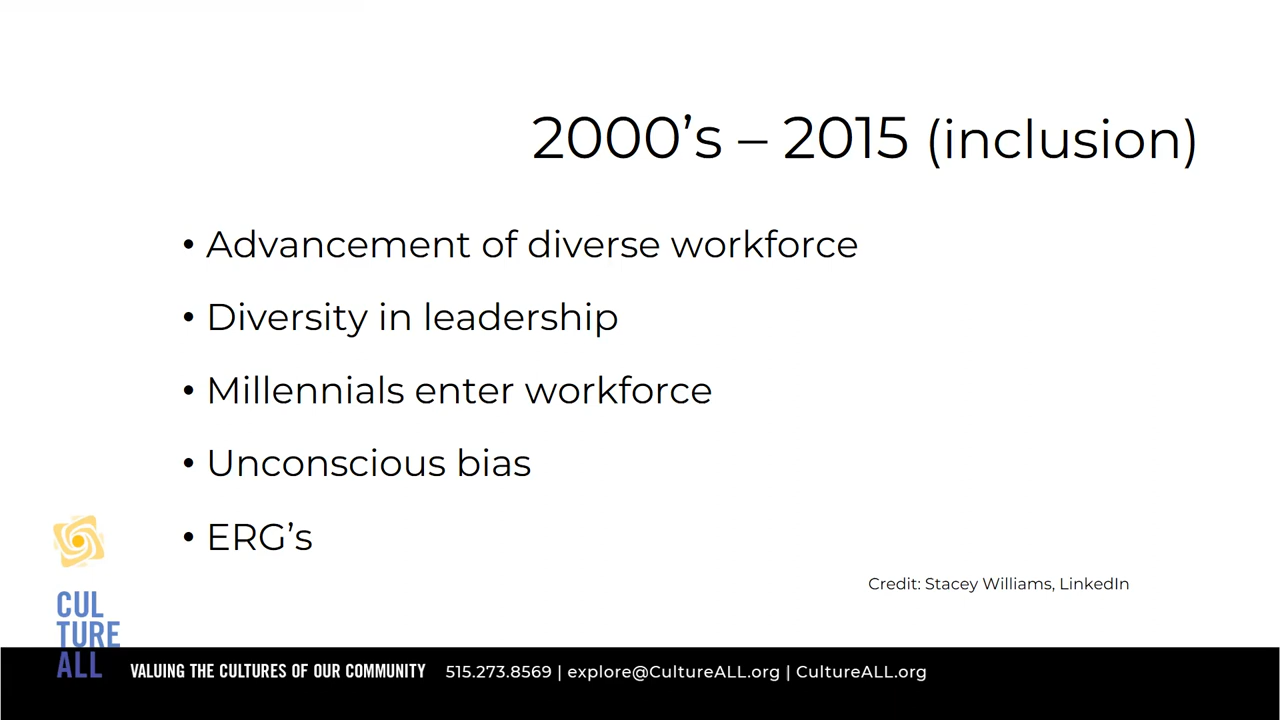 2000’s – 2015 (inclusion)
• Advancement of diverse workforce
• Diversity in leadership
• Millennials enter workforce
• Unconscious bias
• ERG’s
Credit: Stacey Williams, LinkedIn
CUL
TURE
ALL
VALUING THE CULTURES OF OUR COMMUNITY 515.273.8569 | explore@CultureALL.org | CultureALL.org